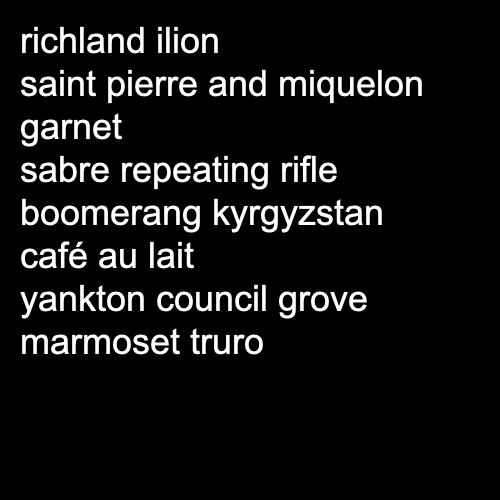 richland ilion
saint pierre and miquelon
garnet
sabre repeating rifle
boomerang kyrgyzstan
café au lait
yankton council grove
marmoset truro